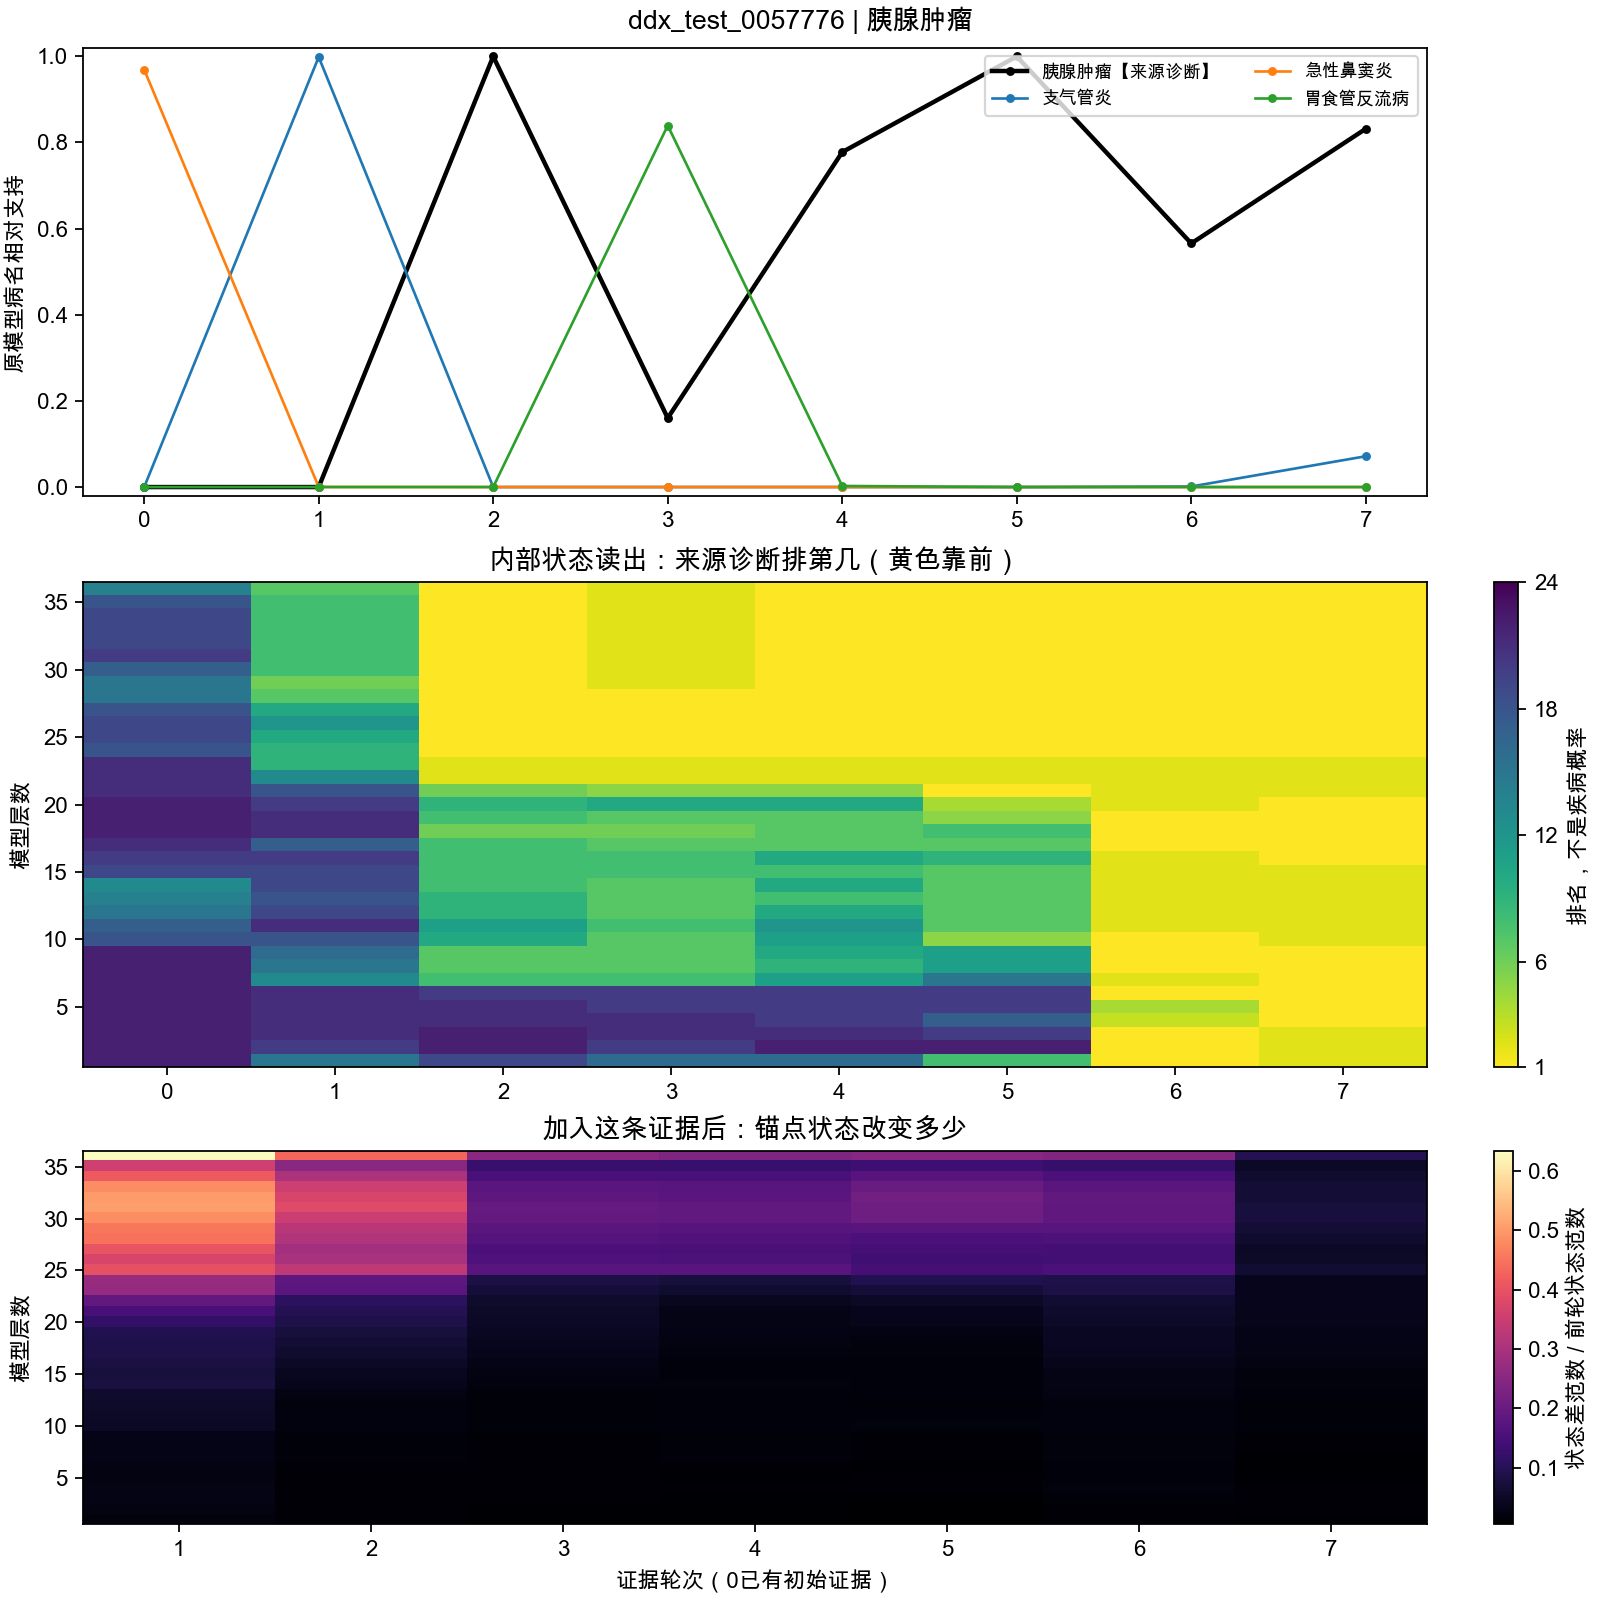 ddx_test_0057776 | 胰腺肿瘤
原模型病名相对支持
1.0
0.8
0.6
0.4
0.2
0.0
胰腺肿瘤【来源诊断】
支气管炎
急性鼻窦炎
胃食管反流病
0 1 2 3 4 5 6 7
内部状态读出：来源诊断排第几（黄色靠前）
模型层数
35
30
25
20
15
10
5
0 1 2 3 4 5 6 7
24
18
12
6
1
排名，不是疾病概率
加入这条证据后：锚点状态改变多少
模型层数
35
30
25
20
15
10
5
1 2 3 4 5 6 7
证据轮次（0已有初始证据）
0.6
0.5
0.4
0.3
0.2
0.1
状态差范数 / 前轮状态范数